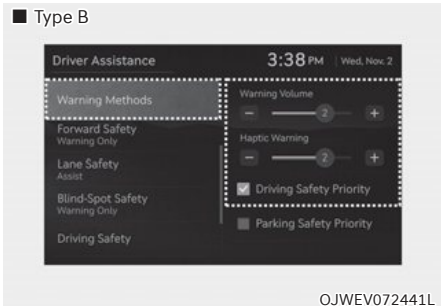 ■ Type B
Driver Assistance
3:38 PM
Wed, Nov. 2
Warning Methods
Forward Safety
Warning Only
Lane Safety
Assist
Blind-Spot Safety
Warning Only
Driving Safety
Warning Volume
− 2 +
Haptic Warning
− 2 +
Driving Safety Priority
Parking Safety Priority
OJWEV072441L